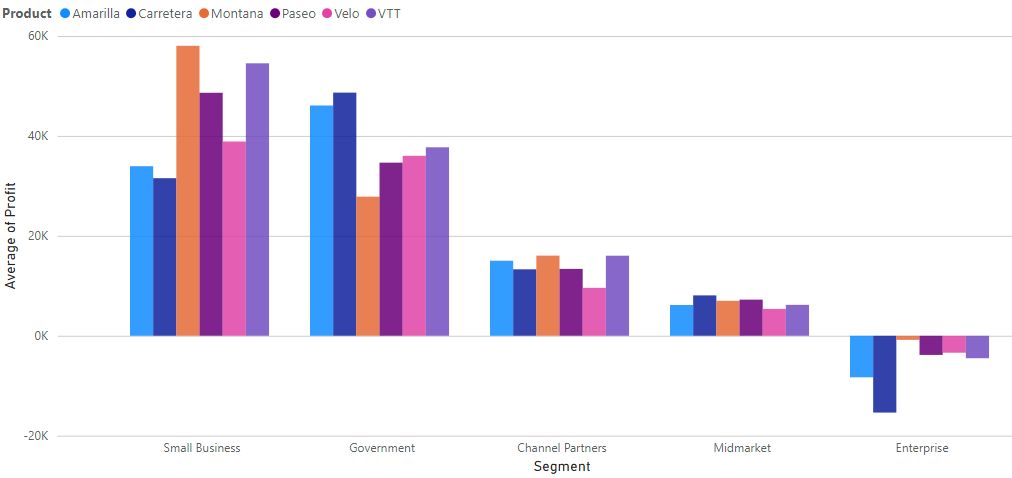 Product Amarilla Carretera Montana Paseo Velo VTT
60K
40K
20K
0K
-20K
Average of Profit
Small Business Government Channel Partners Midmarket Enterprise
Segment